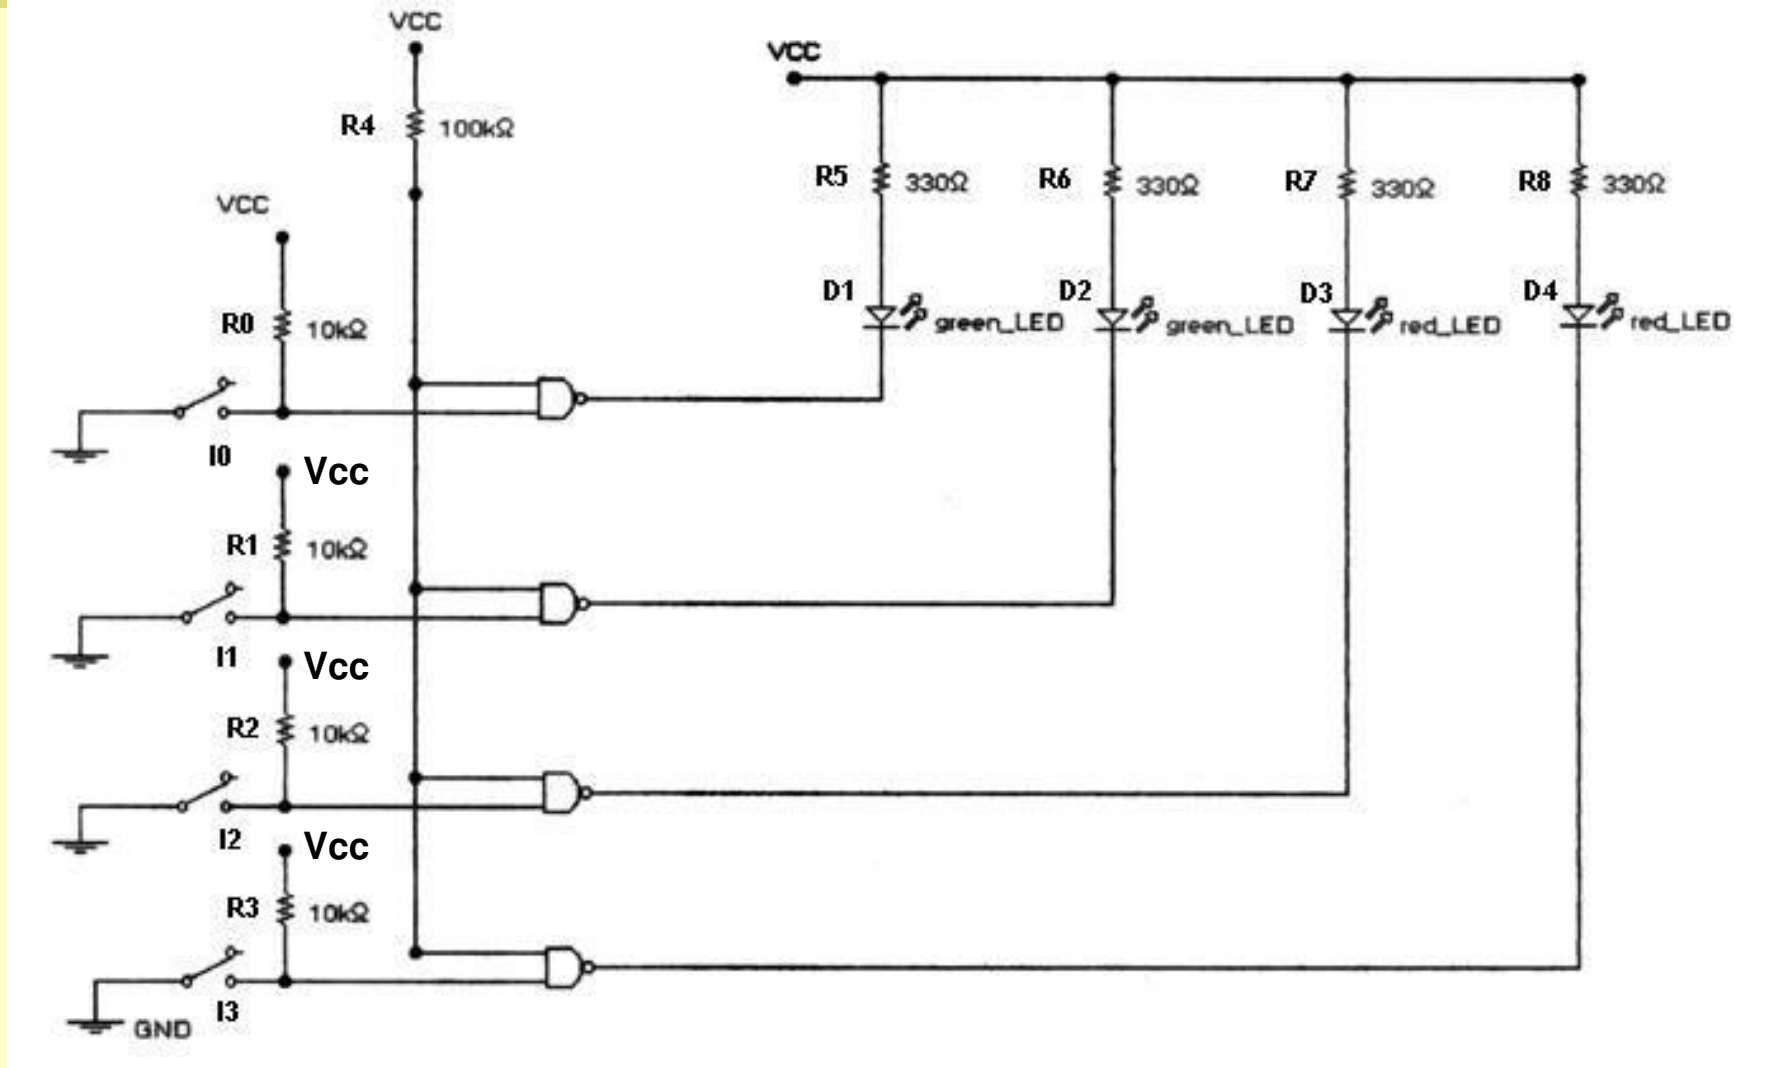 VCC
VCC
R4 100kΩ
R5 330Ω R6 330Ω R7 330Ω R8 330Ω
VCC
D1 green_LED D2 green_LED D3 red_LED D4 red_LED
R0 10kΩ
I0 Vcc
R1 10kΩ
I1 Vcc
R2 10kΩ
I2 Vcc
R3 10kΩ
I3
GND